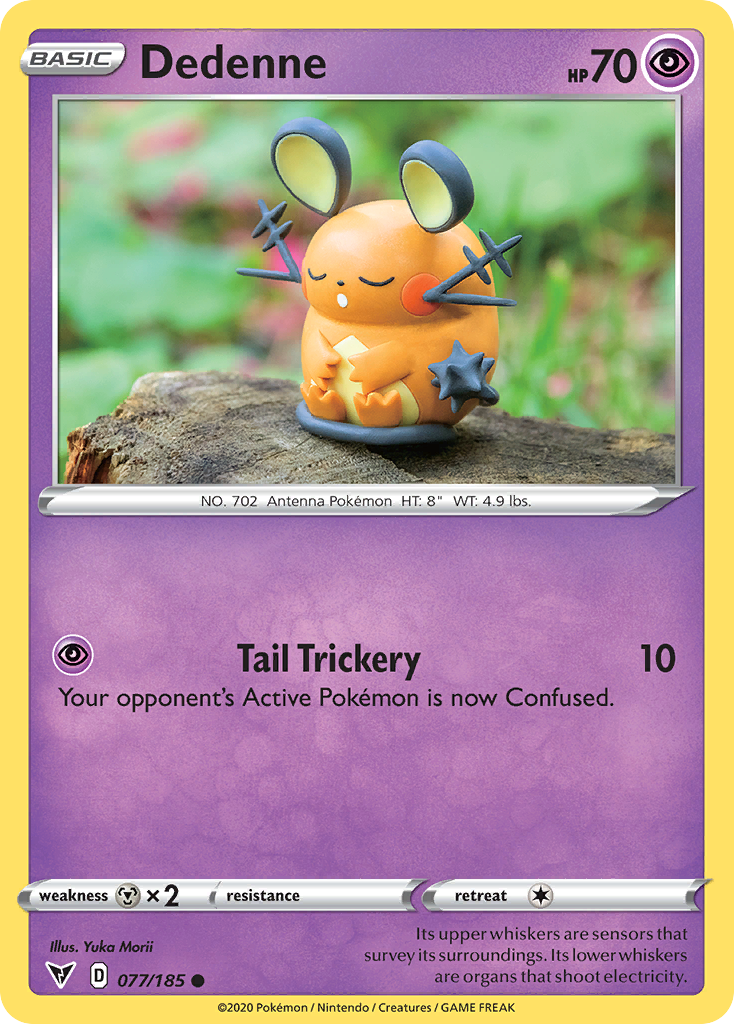 BASIC Dedenne HP 70
NO. 702 Antenna Pokémon HT: 8" WT: 4.9 lbs.
Tail Trickery 10
Your opponent's Active Pokémon is now Confused.
weakness ×2 resistance retreat
Illus. Yuka Morii
Its upper whiskers are sensors that
survey its surroundings. Its lower whiskers
are organs that shoot electricity.
D 077/185
©2020 Pokémon / Nintendo / Creatures / GAME FREAK